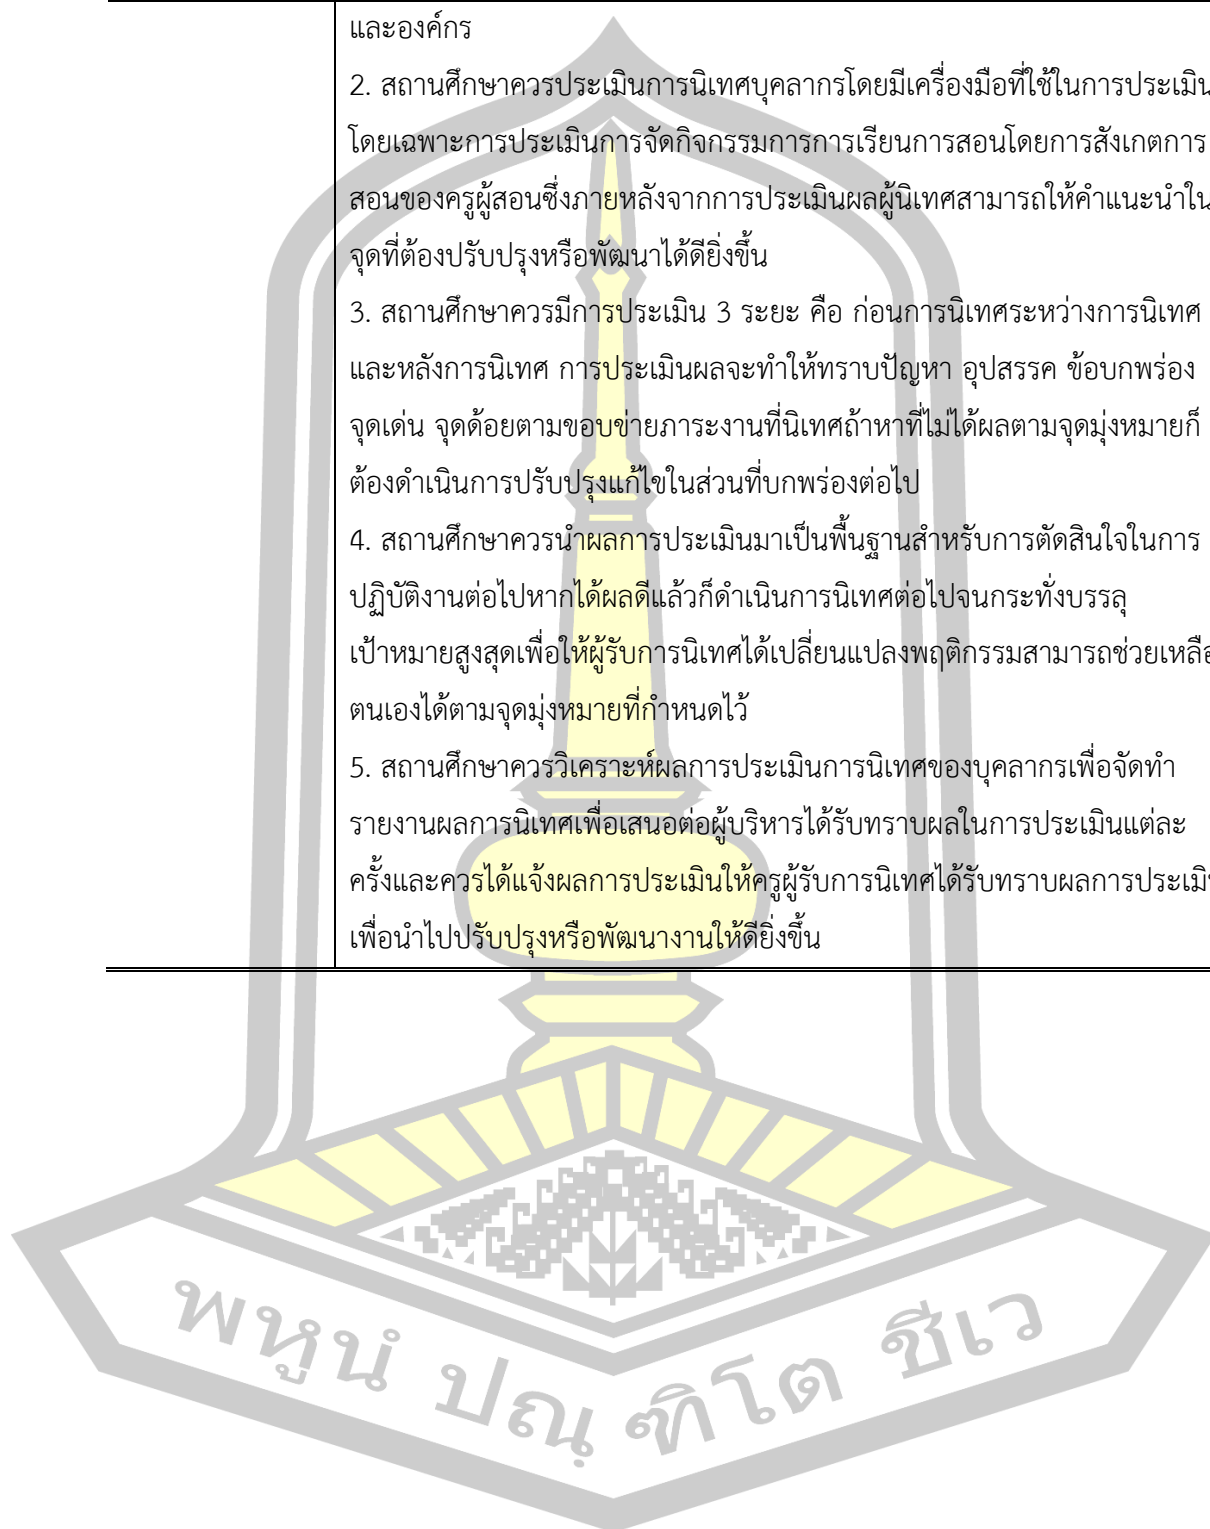 และองค์กร
2. สถานศึกษาควรประเมินการนิเทศบุคลากรโดยมีเครื่องมือที่ใช้ในการประเมิน
โดยเฉพาะการประเมินการจัดกิจกรรมการการเรียนการสอนโดยการสังเกตการ
สอนของครูผู้สอนซึ่งภายหลังจากการประเมินผลผู้นิเทศสามารถให้คำแนะนำใน
จุดที่ต้องปรับปรุงหรือพัฒนาได้ดียิ่งขึ้น
3. สถานศึกษาควรมีการประเมิน 3 ระยะ คือ ก่อนการนิเทศระหว่างการนิเทศ
และหลังการนิเทศ การประเมินผลจะทำให้ทราบปัญหา อุปสรรค ข้อบกพร่อง
จุดเด่น จุดด้อยตามขอบข่ายภาระงานที่นิเทศถ้าหาที่ไม่ได้ผลตามจุดมุ่งหมายก็
ต้องดำเนินการปรับปรุงแก้ไขในส่วนที่บกพร่องต่อไป
4. สถานศึกษาควรนำผลการประเมินมาเป็นพื้นฐานสำหรับการตัดสินใจในการ
ปฏิบัติงานต่อไปหากได้ผลดีแล้วก็ดำเนินการนิเทศต่อไปจนกระทั่งบรรลุ
เป้าหมายสูงสุดเพื่อให้ผู้รับการนิเทศได้เปลี่ยนแปลงพฤติกรรมสามารถช่วยเหลือ
ตนเองได้ตามจุดมุ่งหมายที่กำหนดไว้
5. สถานศึกษาควรวิเคราะห์ผลการประเมินการนิเทศของบุคลากรเพื่อจัดทำ
รายงานผลการนิเทศเพื่อเสนอต่อผู้บริหารได้รับทราบผลในการประเมินแต่ละ
ครั้งและควรได้แจ้งผลการประเมินให้ครูผู้รับการนิเทศได้รับทราบผลการประเมิน
เพื่อนำไปปรับปรุงหรือพัฒนางานให้ดียิ่งขึ้น
พหูนํ ปณฺ ฑิโต ชีเว